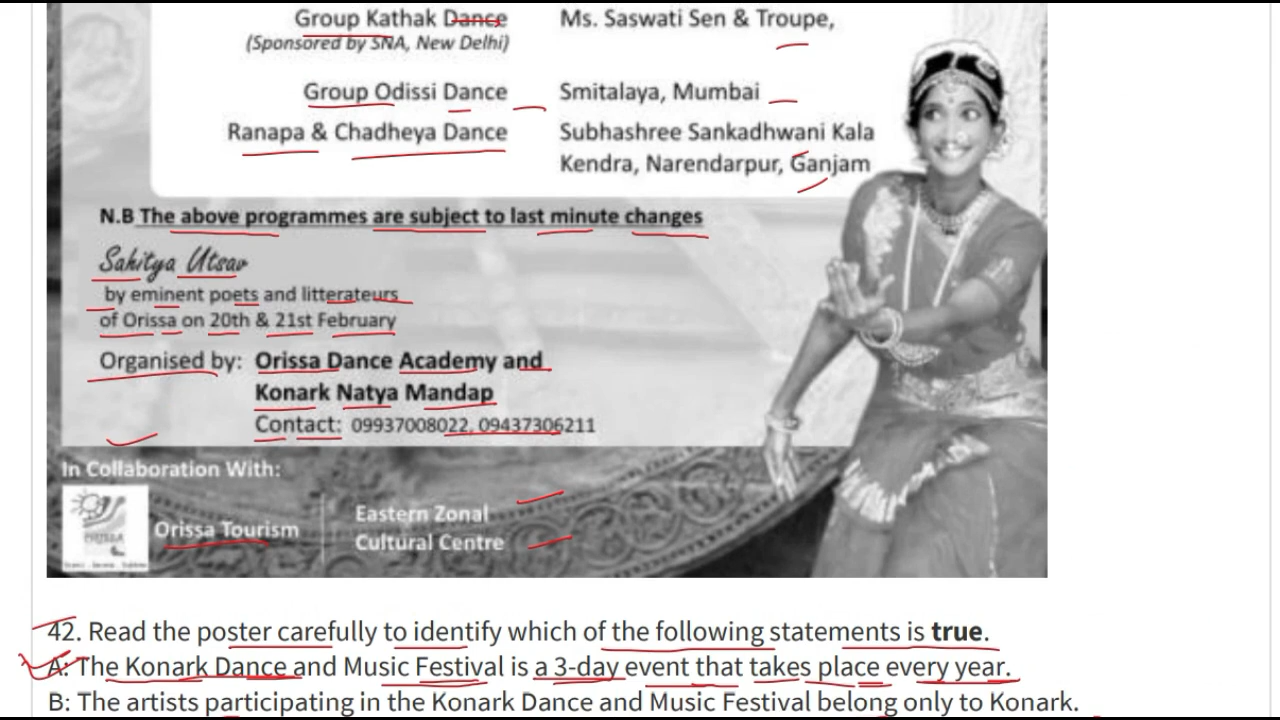 Group Kathak Dance Ms. Saswati Sen & Troupe,
(Sponsored by SNA, New Delhi)
Group Odissi Dance Smitalaya, Mumbai
Ranapa & Chadheya Dance Subhashree Sankadhwani Kala
Kendra, Narendarpur, Ganjam
N.B The above programmes are subject to last minute changes
Sahitya Utsav
by eminent poets and litterateurs
of Orissa on 20th & 21st February
Organised by: Orissa Dance Academy and
Konark Natya Mandap
Contact: 09937008022, 09437306211
In Collaboration With:
Orissa Tourism
Eastern Zonal
Cultural Centre
42. Read the poster carefully to identify which of the following statements is true.
A: The Konark Dance and Music Festival is a 3-day event that takes place every year.
B: The artists participating in the Konark Dance and Music Festival belong only to Konark.